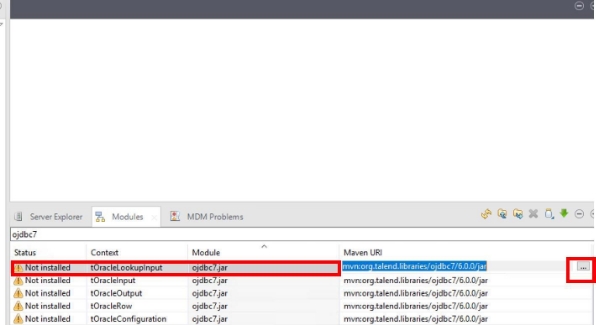 Server Explorer Modules MDM Problems
ojdbc7
Status Context Module Maven URI
Not installed tOracleLookupInput ojdbc7.jar mvn:org.talend.libraries/ojdbc7/6.0.0/jar ...
Not installed tOracleInput ojdbc7.jar mvn:org.talend.libraries/ojdbc7/6.0.0/jar
Not installed tOracleOutput ojdbc7.jar mvn:org.talend.libraries/ojdbc7/6.0.0/jar
Not installed tOracleRow ojdbc7.jar mvn:org.talend.libraries/ojdbc7/6.0.0/jar
Not installed tOracleConfiguration ojdbc7.jar mvn:org.talend.libraries/ojdbc7/6.0.0/jar